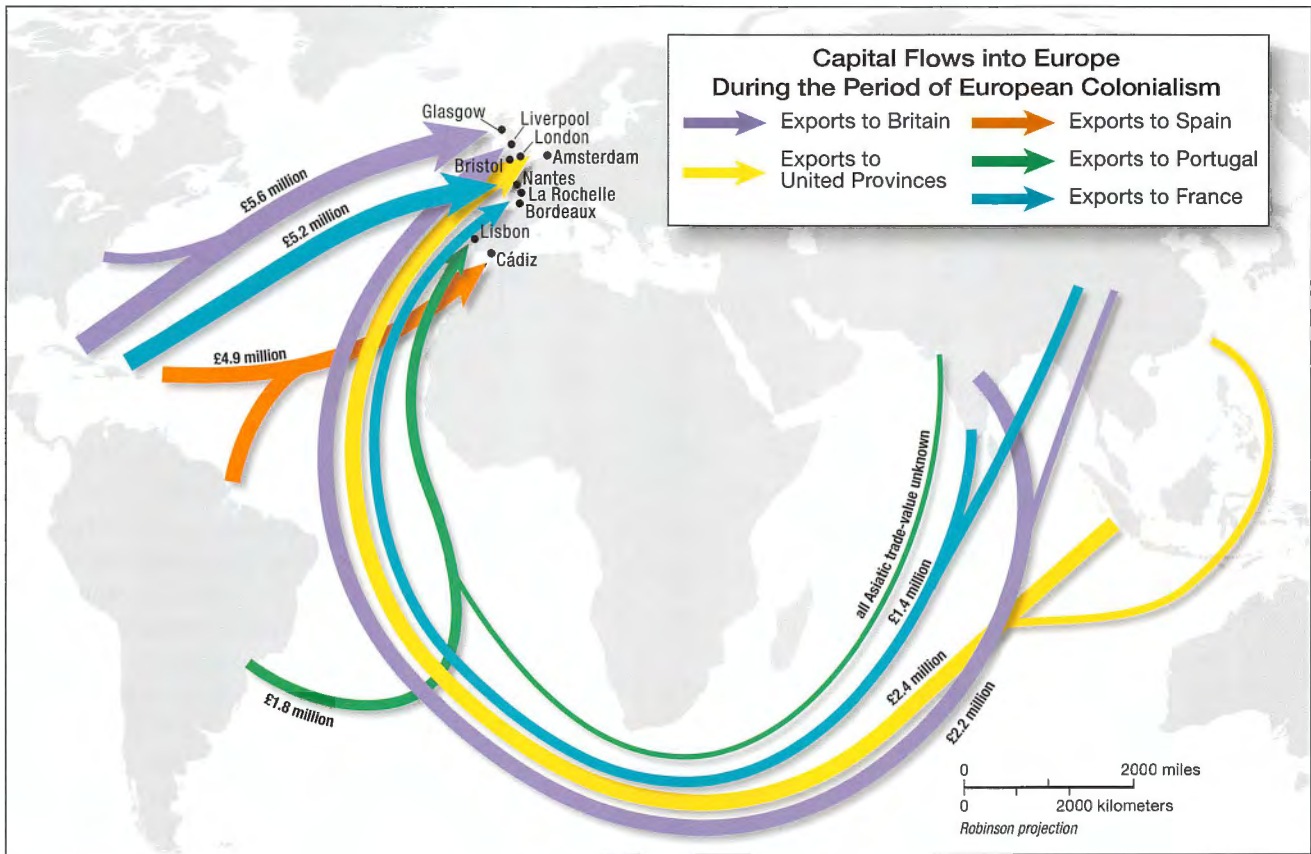 Capital Flows into Europe
During the Period of European Colonialism
Exports to Britain
Exports to Spain
Exports to
United Provinces
Exports to Portugal
Exports to France
Glasgow
Liverpool
London
Bristol
Amsterdam
Nantes
La Rochelle
Bordeaux
Lisbon
Cádiz
£5.6 million
£5.2 million
£4.9 million
£1.8 million
all Asiatic trade-value unknown
£1.4 million
£2.4 million
£2.2 million
0 2000 miles
0 2000 kilometers
Robinson projection